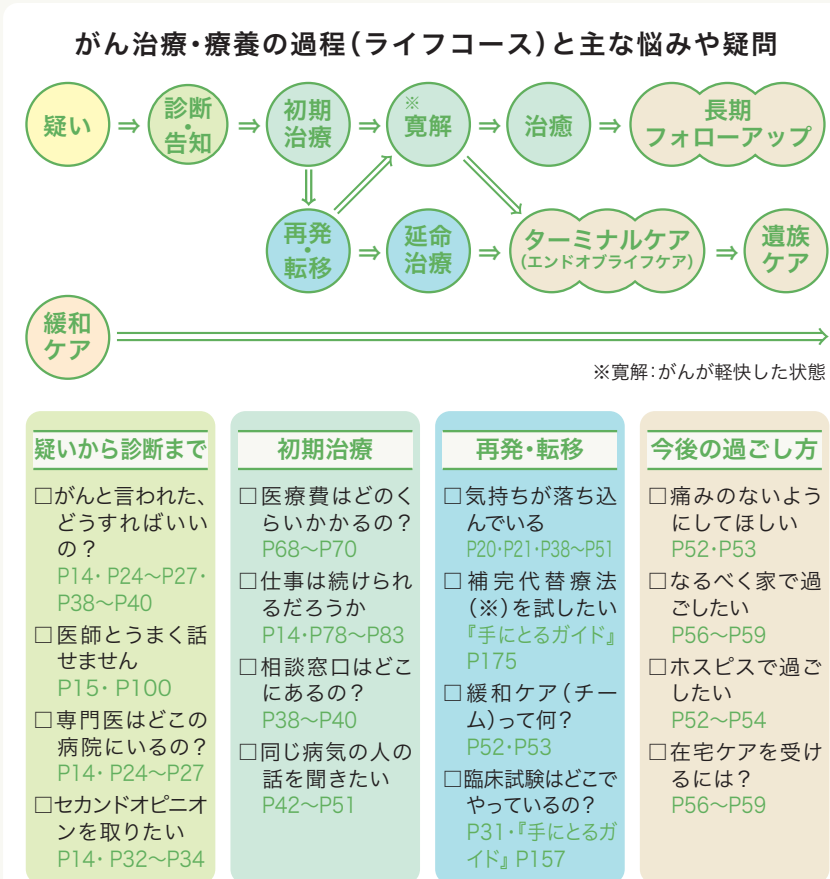 がん治療・療養の過程（ライフコース）と主な悩みや疑問
疑い
⇒
診断
・
告知
⇒
初期
治療
⇒
※
寛解
⇒
治癒
⇒
長期
フォローアップ
再発
・
転移
⇒
延命
治療
⇒
ターミナルケア
（エンドオブライフケア）
⇒
遺族
ケア
緩和
ケア
※寛解：がんが軽快した状態
疑いから診断まで
□がんと言われた、
どうすればいい
の？
P14・P24～P27・
P38～P40
□医師とうまく話
せません
P15・P100
□専門医はどこの
病院にいるの？
P14・P24～P27
□セカンドオピニオ
ンを取りたい
P14・P32～P34
初期治療
□医療費はどのく
らいかかるの？
P68～P70
□仕事は続けられ
るだろうか
P14・P78～P83
□相談窓口はどこ
にあるの？
P38～P40
□同じ病気の人の
話を聞きたい
P42～P51
再発・転移
□気持ちが落ち込
んでいる
P20・P21・P38～P51
□補完代替療法
（※）を試したい
『手にとるガイド』
P175
□緩和ケア（チー
ム）って何？
P52・P53
□臨床試験はどこで
やっているの？
P31・『手にとるガ
イド』P157
今後の過ごし方
□痛みのないよう
にしてほしい
P52・P53
□なるべく家で過
ごしたい
P56～P59
□ホスピスで過ご
したい
P52～P54
□在宅ケアを受け
るには？
P56～P59